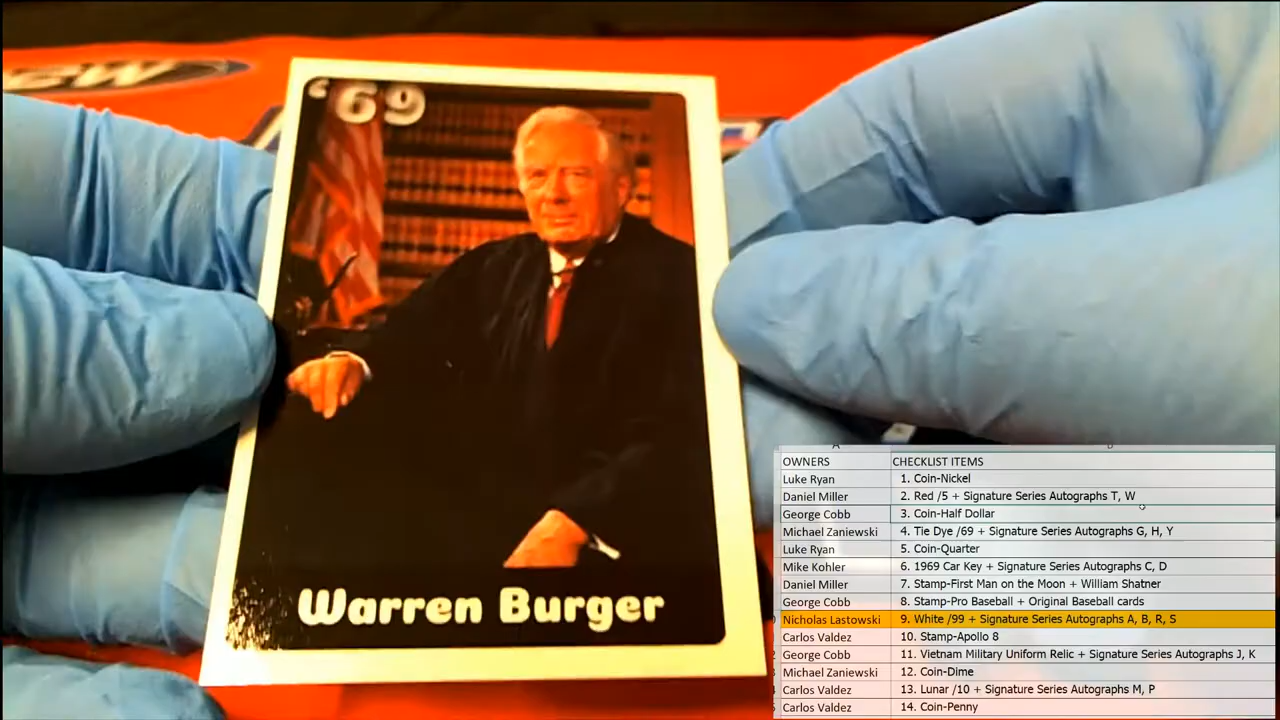 GW
'69
Warren Burger
OWNERS CHECKLIST ITEMS
Luke Ryan 1. Coin-Nickel
Daniel Miller 2. Red /5 + Signature Series Autographs T, W
George Cobb 3. Coin-Half Dollar
Michael Zaniewski 4. Tie Dye /69 + Signature Series Autographs G, H, Y
Luke Ryan 5. Coin-Quarter
Mike Kohler 6. 1969 Car Key + Signature Series Autographs C, D
Daniel Miller 7. Stamp-First Man on the Moon + William Shatner
George Cobb 8. Stamp-Pro Baseball + Original Baseball cards
Nicholas Lastowski 9. White /99 + Signature Series Autographs A, B, R, S
Carlos Valdez 10. Stamp-Apollo 8
George Cobb 11. Vietnam Military Uniform Relic + Signature Series Autographs J, K
Michael Zaniewski 12. Coin-Dime
Carlos Valdez 13. Lunar /10 + Signature Series Autographs M, P
Carlos Valdez 14. Coin-Penny